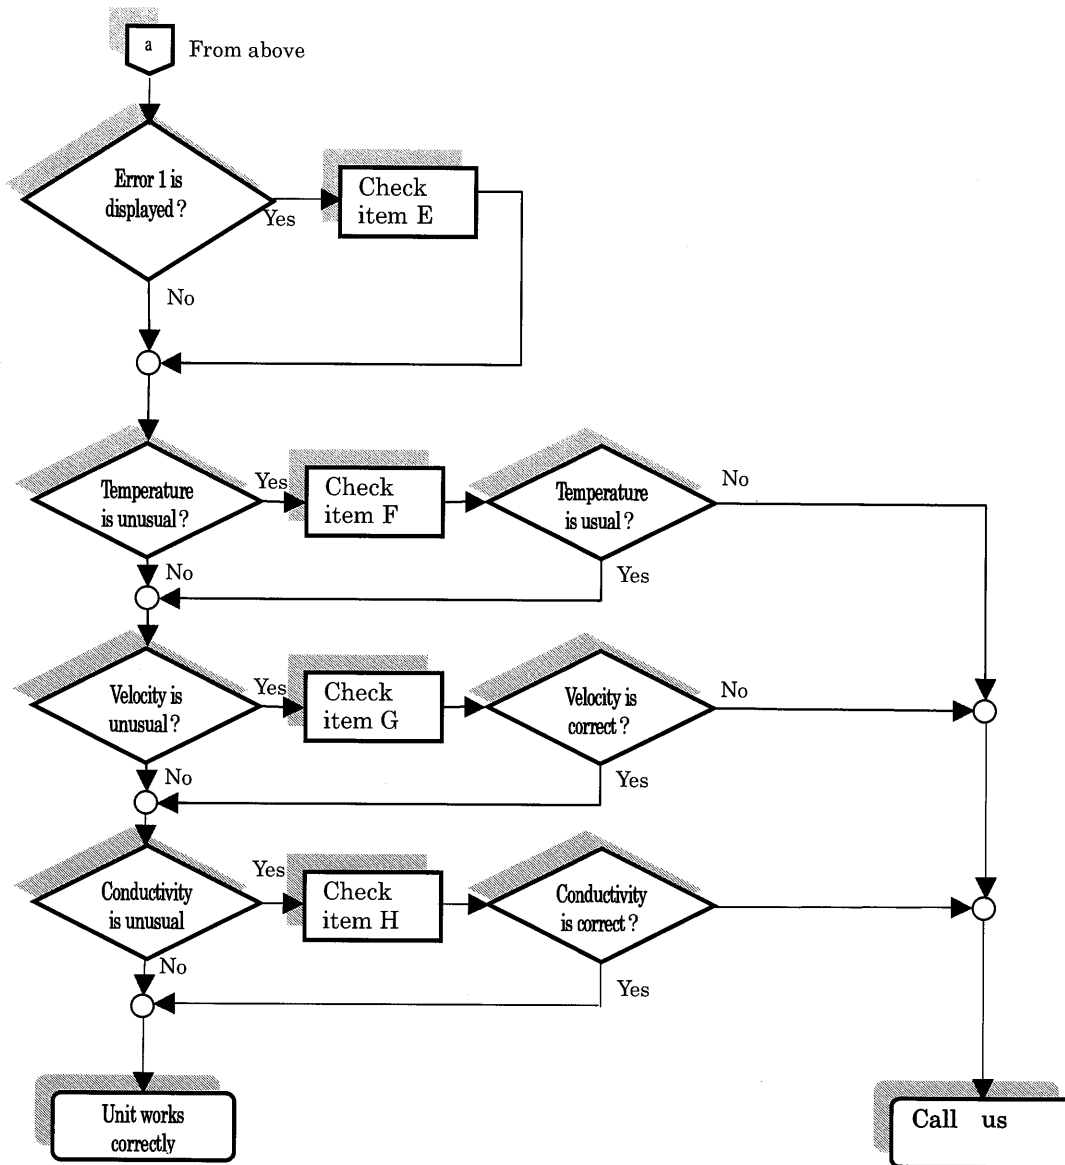 a
From above
Error 1 is
displayed ?
Yes
Check
item E
No
Temperature
is unusual ?
Yes
Check
item F
Temperature
is usual ?
No
No
Yes
Velocity is
unusual ?
Yes
Check
item G
Velocity is
correct ?
No
No
Yes
Conductivity
is unusual
Yes
Check
item H
Conductivity
is correct ?
No
Yes
Unit works
correctly
Call us